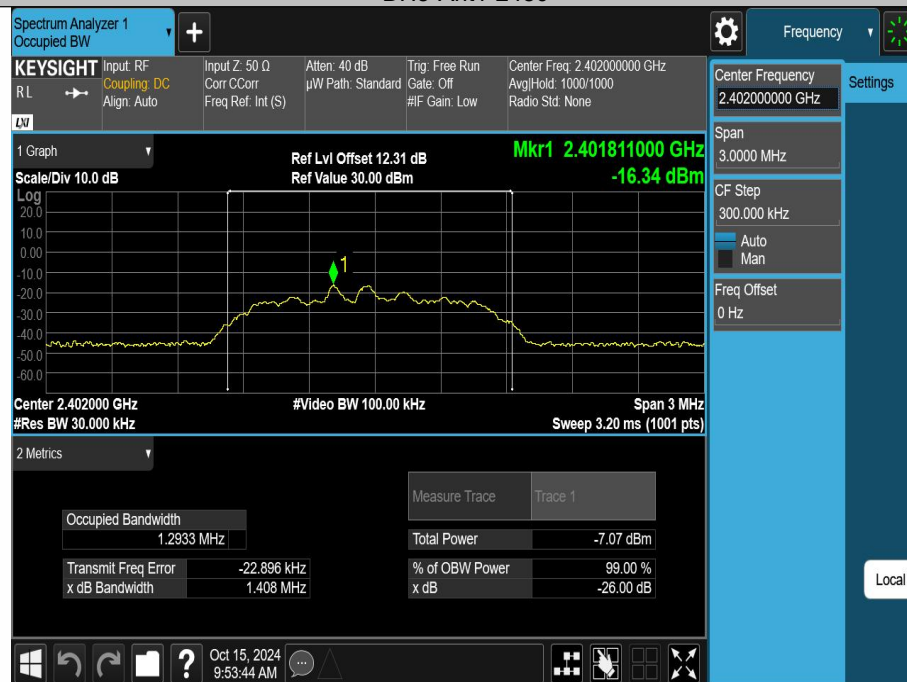 Spectrum Analyzer 1
Occupied BW
+
Frequency
KEYSIGHT
RL
LXI
Input: RF
Coupling: DC
Align: Auto
Input Z: 50 Ω
Corr CCorr
Freq Ref: Int (S)
Atten: 40 dB
µW Path: Standard
Trig: Free Run
Gate: Off
#IF Gain: Low
Center Freq: 2.402000000 GHz
Avg|Hold: 1000/1000
Radio Std: None
Center Frequency
2.402000000 GHz
Settings
Span
3.0000 MHz
CF Step
300.000 kHz
Auto
Man
Freq Offset
0 Hz
Local
1 Graph
Scale/Div 10.0 dB
Ref Lvl Offset 12.31 dB
Ref Value 30.00 dBm
Mkr1 2.401811000 GHz
-16.34 dBm
Log
20.0
10.0
0.00
-10.0
-20.0
-30.0
-40.0
-50.0
-60.0
1
Center 2.402000 GHz
#Res BW 30.000 kHz
#Video BW 100.00 kHz
Span 3 MHz
Sweep 3.20 ms (1001 pts)
2 Metrics
Measure Trace Trace 1
Occupied Bandwidth
1.2933 MHz
Total Power -7.07 dBm
Transmit Freq Error -22.896 kHz
% of OBW Power 99.00 %
x dB Bandwidth 1.408 MHz
x dB -26.00 dB
?
Oct 15, 2024
9:53:44 AM